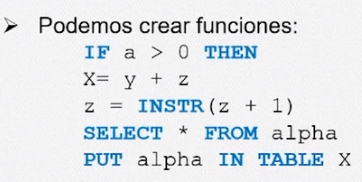 ➢ Podemos crear funciones:
IF a > 0 THEN
X= y + z
z = INSTR(z + 1)
SELECT * FROM alpha
PUT alpha IN TABLE X